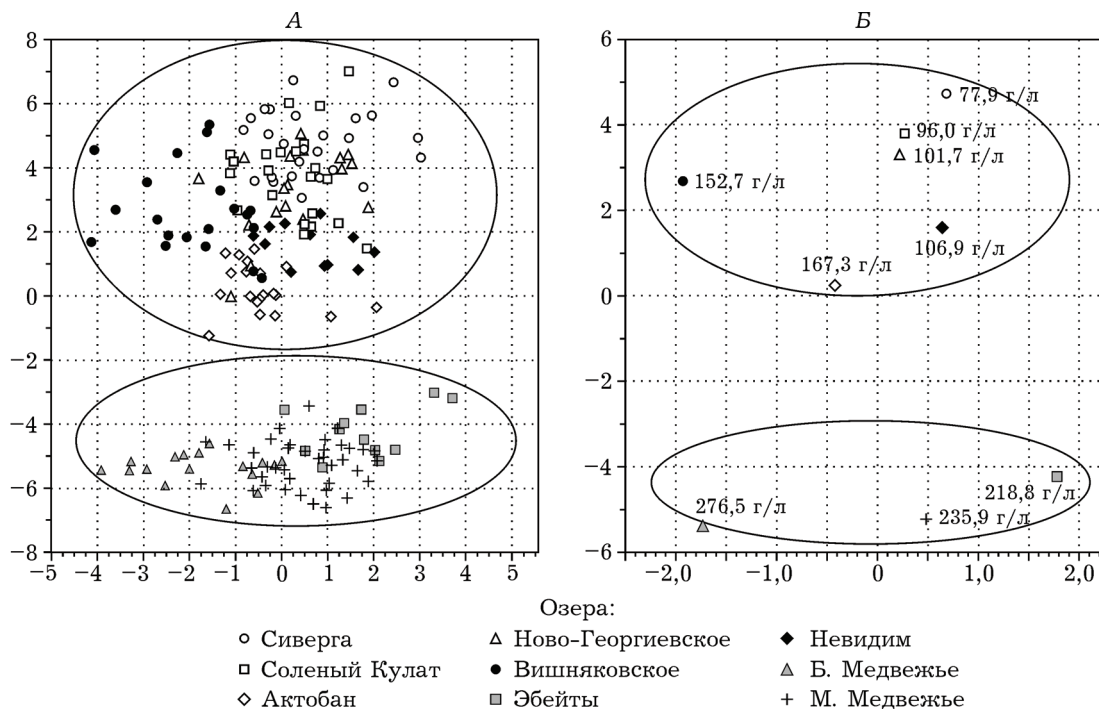 А
Б
8
6
4
2
0
−2
−4
−6
−8
−5 −4 −3 −2 −1 0 1 2 3 4 5
6
4
2
0
−2
−4
−6
−2,0 −1,0 0 1,0 2,0
77,9 г/л
96,0 г/л
101,7 г/л
152,7 г/л
106,9 г/л
167,3 г/л
276,5 г/л
218,8 г/л
235,9 г/л
Озера:
Сиверга Ново-Георгиевское Невидим
Соленый Кулат Вишняковское Б. Медвежье
Актобан Эбейты М. Медвежье